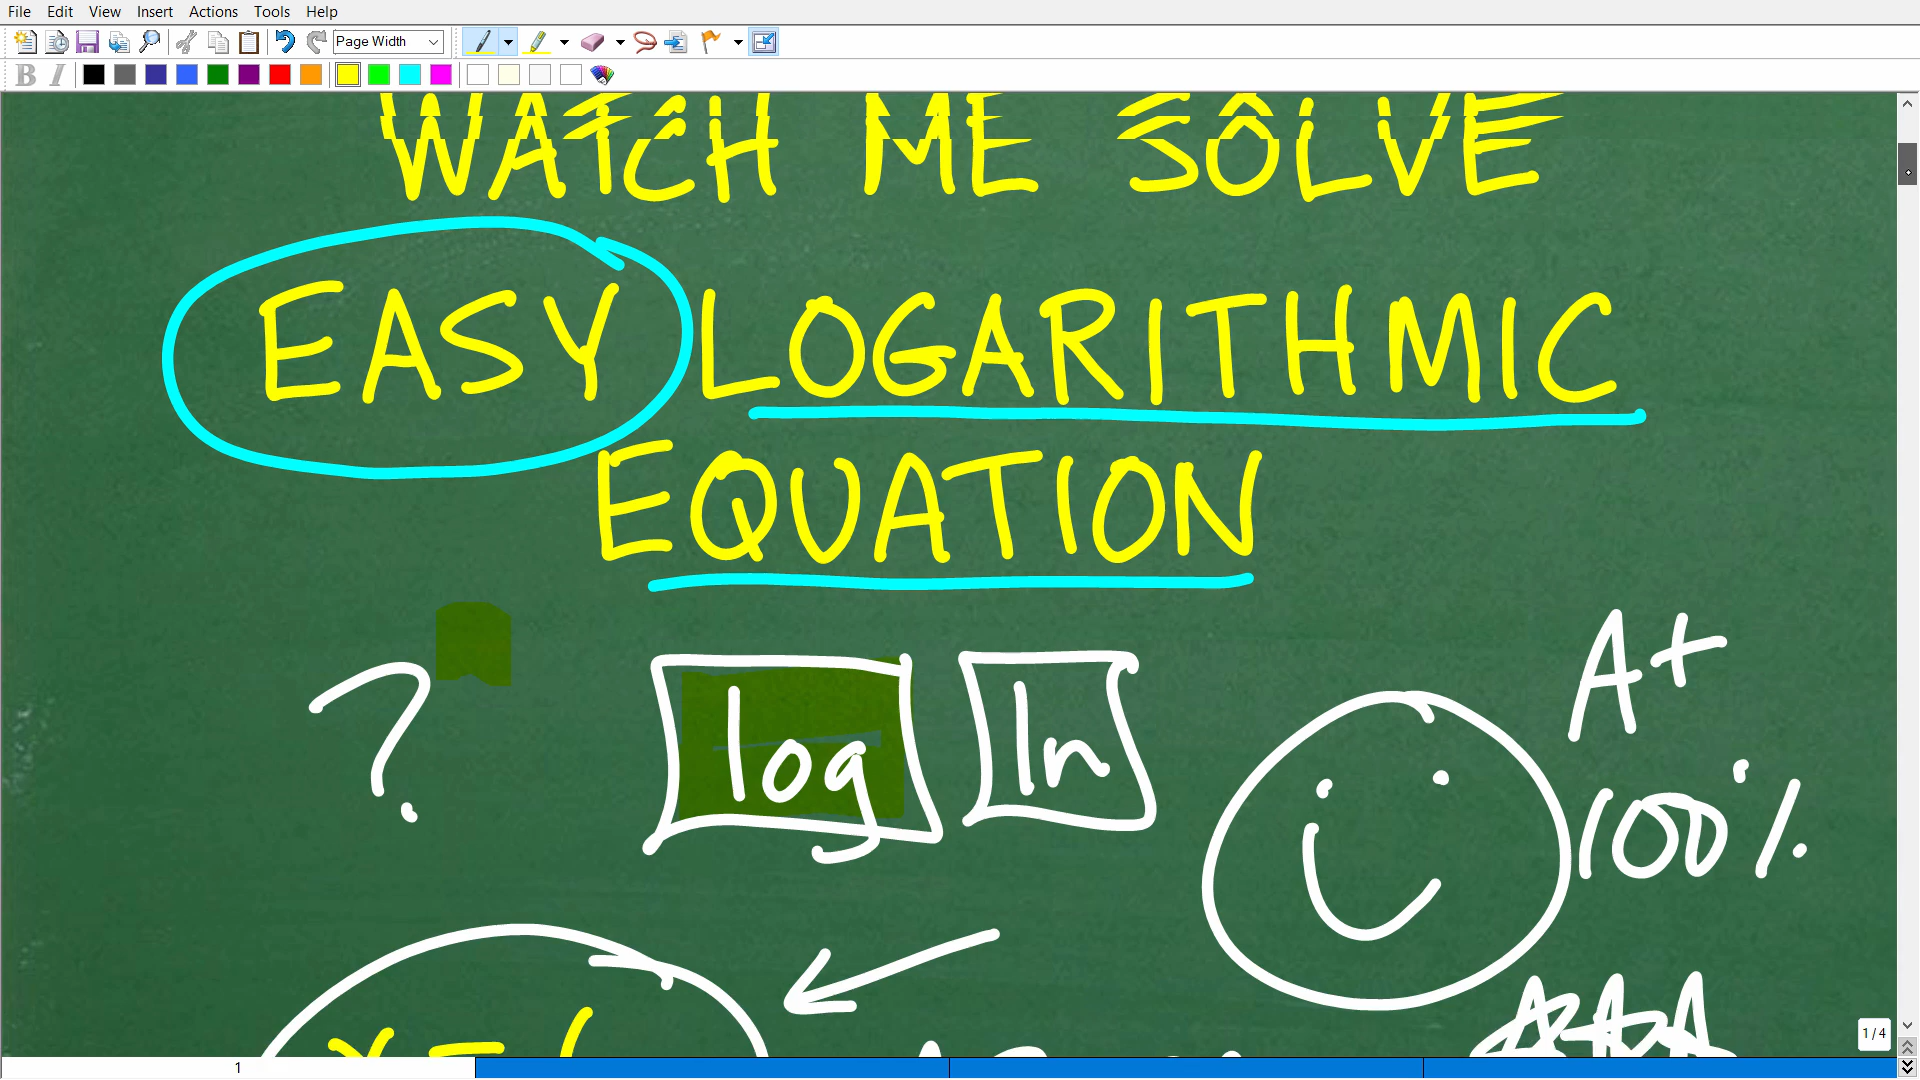 File Edit View Insert Actions Tools Help
Page Width
B I
WATCH ME SOLVE
EASY LOGARITHMIC
EQUATION
? log ln A+
100%
1 / 4
1